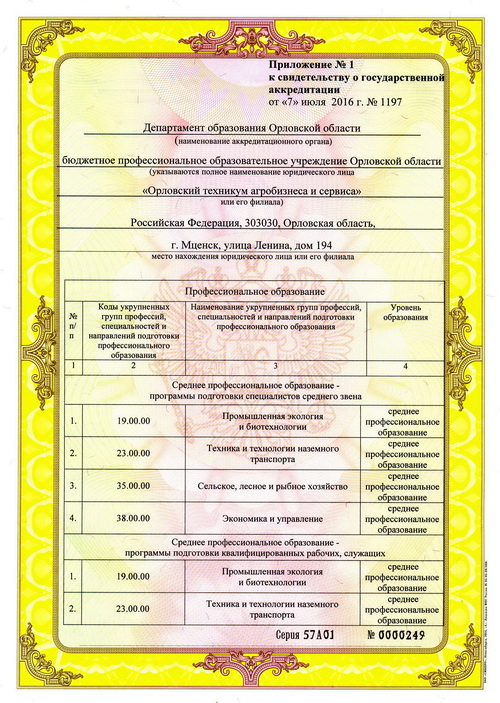 Приложение № 1
к свидетельству о государственной
аккредитации
от «7» июля 2016 г. № 1197
Департамент образования Орловской области
(наименование аккредитационного органа)
бюджетное профессиональное образовательное учреждение Орловской области
(указываются полное наименование юридического лица
«Орловский техникум агробизнеса и сервиса»
или его филиала)
Российская Федерация, 303030, Орловская область,
г. Мценск, улица Ленина, дом 194
место нахождения юридического лица или его филиала
Профессиональное образование
№
п/
п
Коды укрупненных
групп профессий,
специальностей и
направлений подготовки
профессионального
образования
Наименование укрупненных групп профессий,
специальностей и направлений подготовки
профессионального образования
Уровень
образования
1 2 3 4
Среднее профессиональное образование -
программы подготовки специалистов среднего звена
1. 19.00.00
Промышленная экология
и биотехнологии
среднее
профессиональное
образование
2. 23.00.00
Техника и технологии наземного
транспорта
среднее
профессиональное
образование
3. 35.00.00
Сельское, лесное и рыбное хозяйство
среднее
профессиональное
образование
4. 38.00.00
Экономика и управление
среднее
профессиональное
образование
Среднее профессиональное образование -
программы подготовки квалифицированных рабочих, служащих
1. 19.00.00
Промышленная экология
и биотехнологии
среднее
профессиональное
образование
2. 23.00.00
Техника и технологии наземного
транспорта
среднее
профессиональное
образование
Серия 57А01 № 0000249